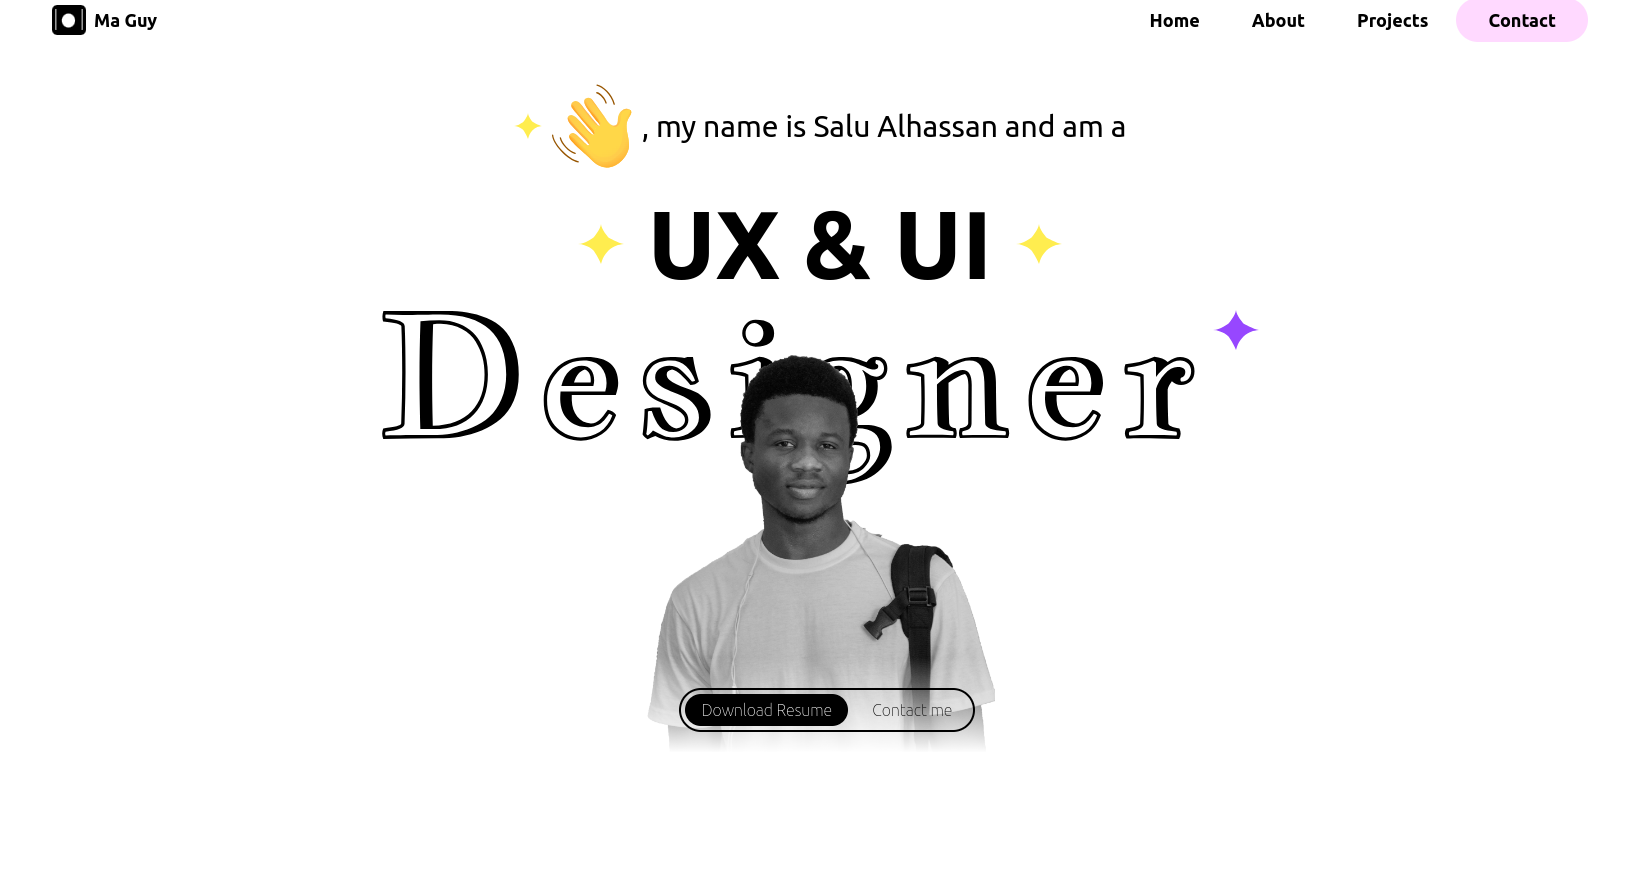 Ma Guy
Home About Projects Contact
, my name is Salu Alhassan and am a
UX & UI
Designer
Download Resume Contact me